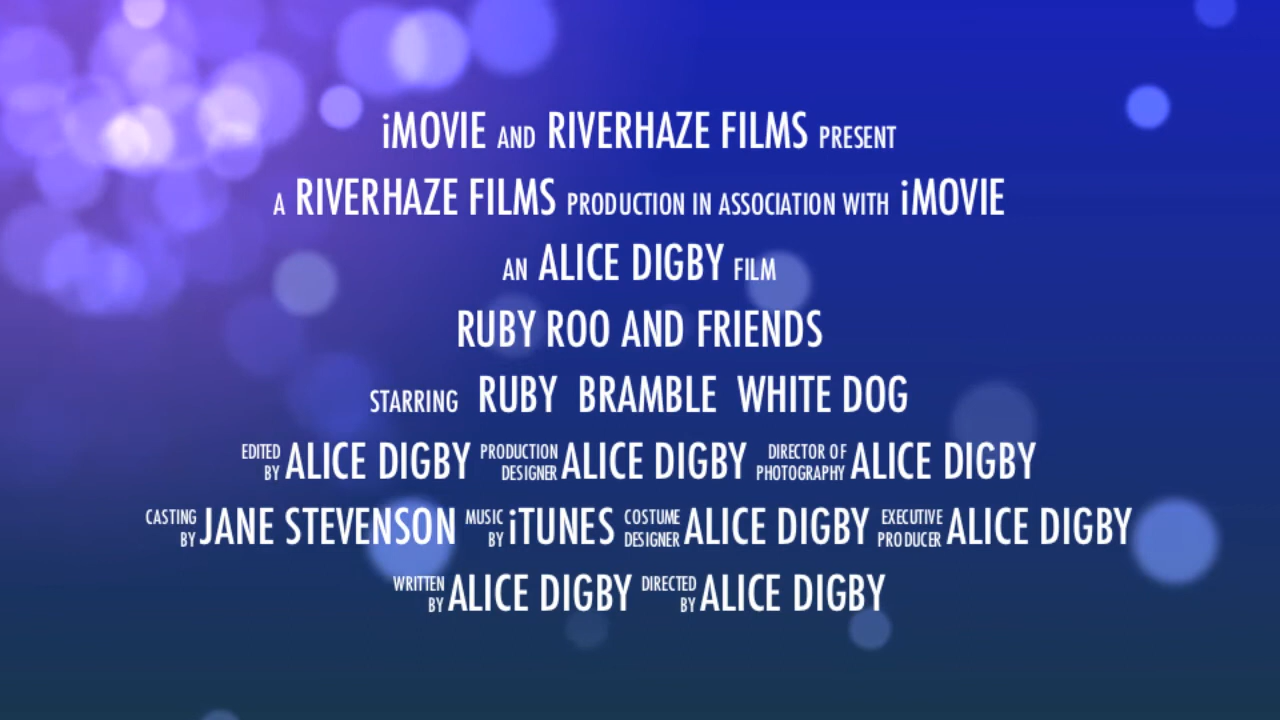 iMOVIE AND RIVERHAZE FILMS PRESENT
A RIVERHAZE FILMS PRODUCTION IN ASSOCIATION WITH iMOVIE
AN ALICE DIGBY FILM
RUBY ROO AND FRIENDS
STARRING RUBY BRAMBLE WHITE DOG
EDITED BY ALICE DIGBY PRODUCTION DESIGNER ALICE DIGBY DIRECTOR OF PHOTOGRAPHY ALICE DIGBY
CASTING BY JANE STEVENSON MUSIC BY iTUNES COSTUME DESIGNER ALICE DIGBY EXECUTIVE PRODUCER ALICE DIGBY
WRITTEN BY ALICE DIGBY DIRECTED BY ALICE DIGBY